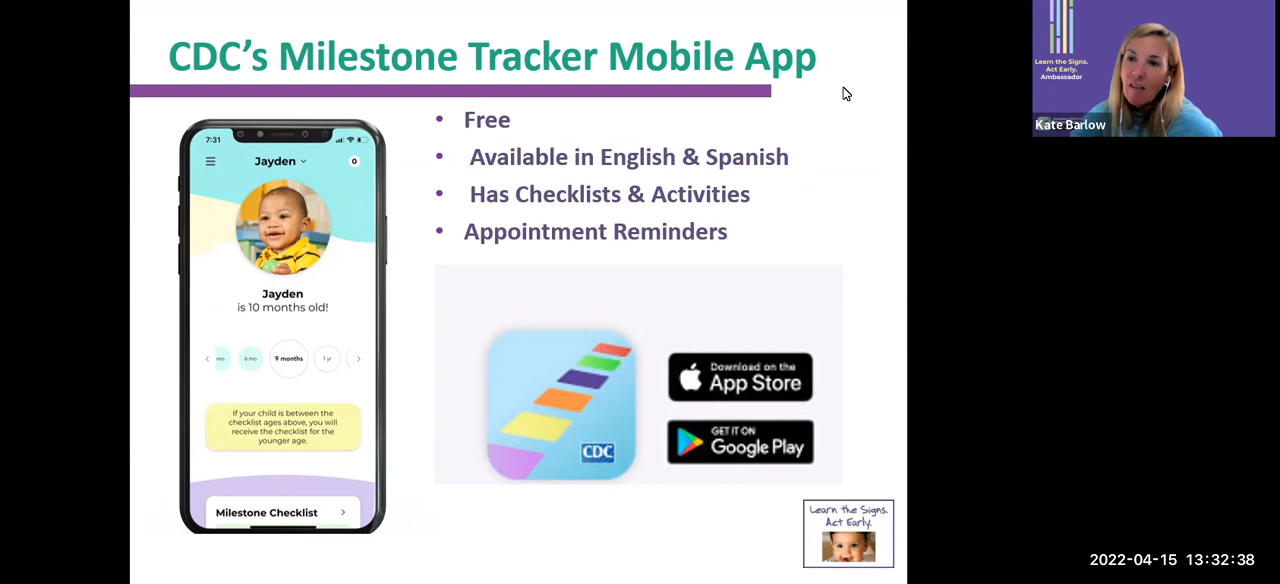 CDC's Milestone Tracker Mobile App
Learn the Signs.
Act Early.
Ambassador
Kate Barlow
• Free
• Available in English & Spanish
• Has Checklists & Activities
• Appointment Reminders
7:31
Jayden
0
Jayden
is 10 months old!
mo 6 mo 9 months 1 yr
If your child is between the
checklist ages above, you will
receive the checklist for the
younger age.
Milestone Checklist
CDC
Download on the
App Store
GET IT ON
Google Play
Learn the Signs.
Act Early.
2022-04-15 13:32:38